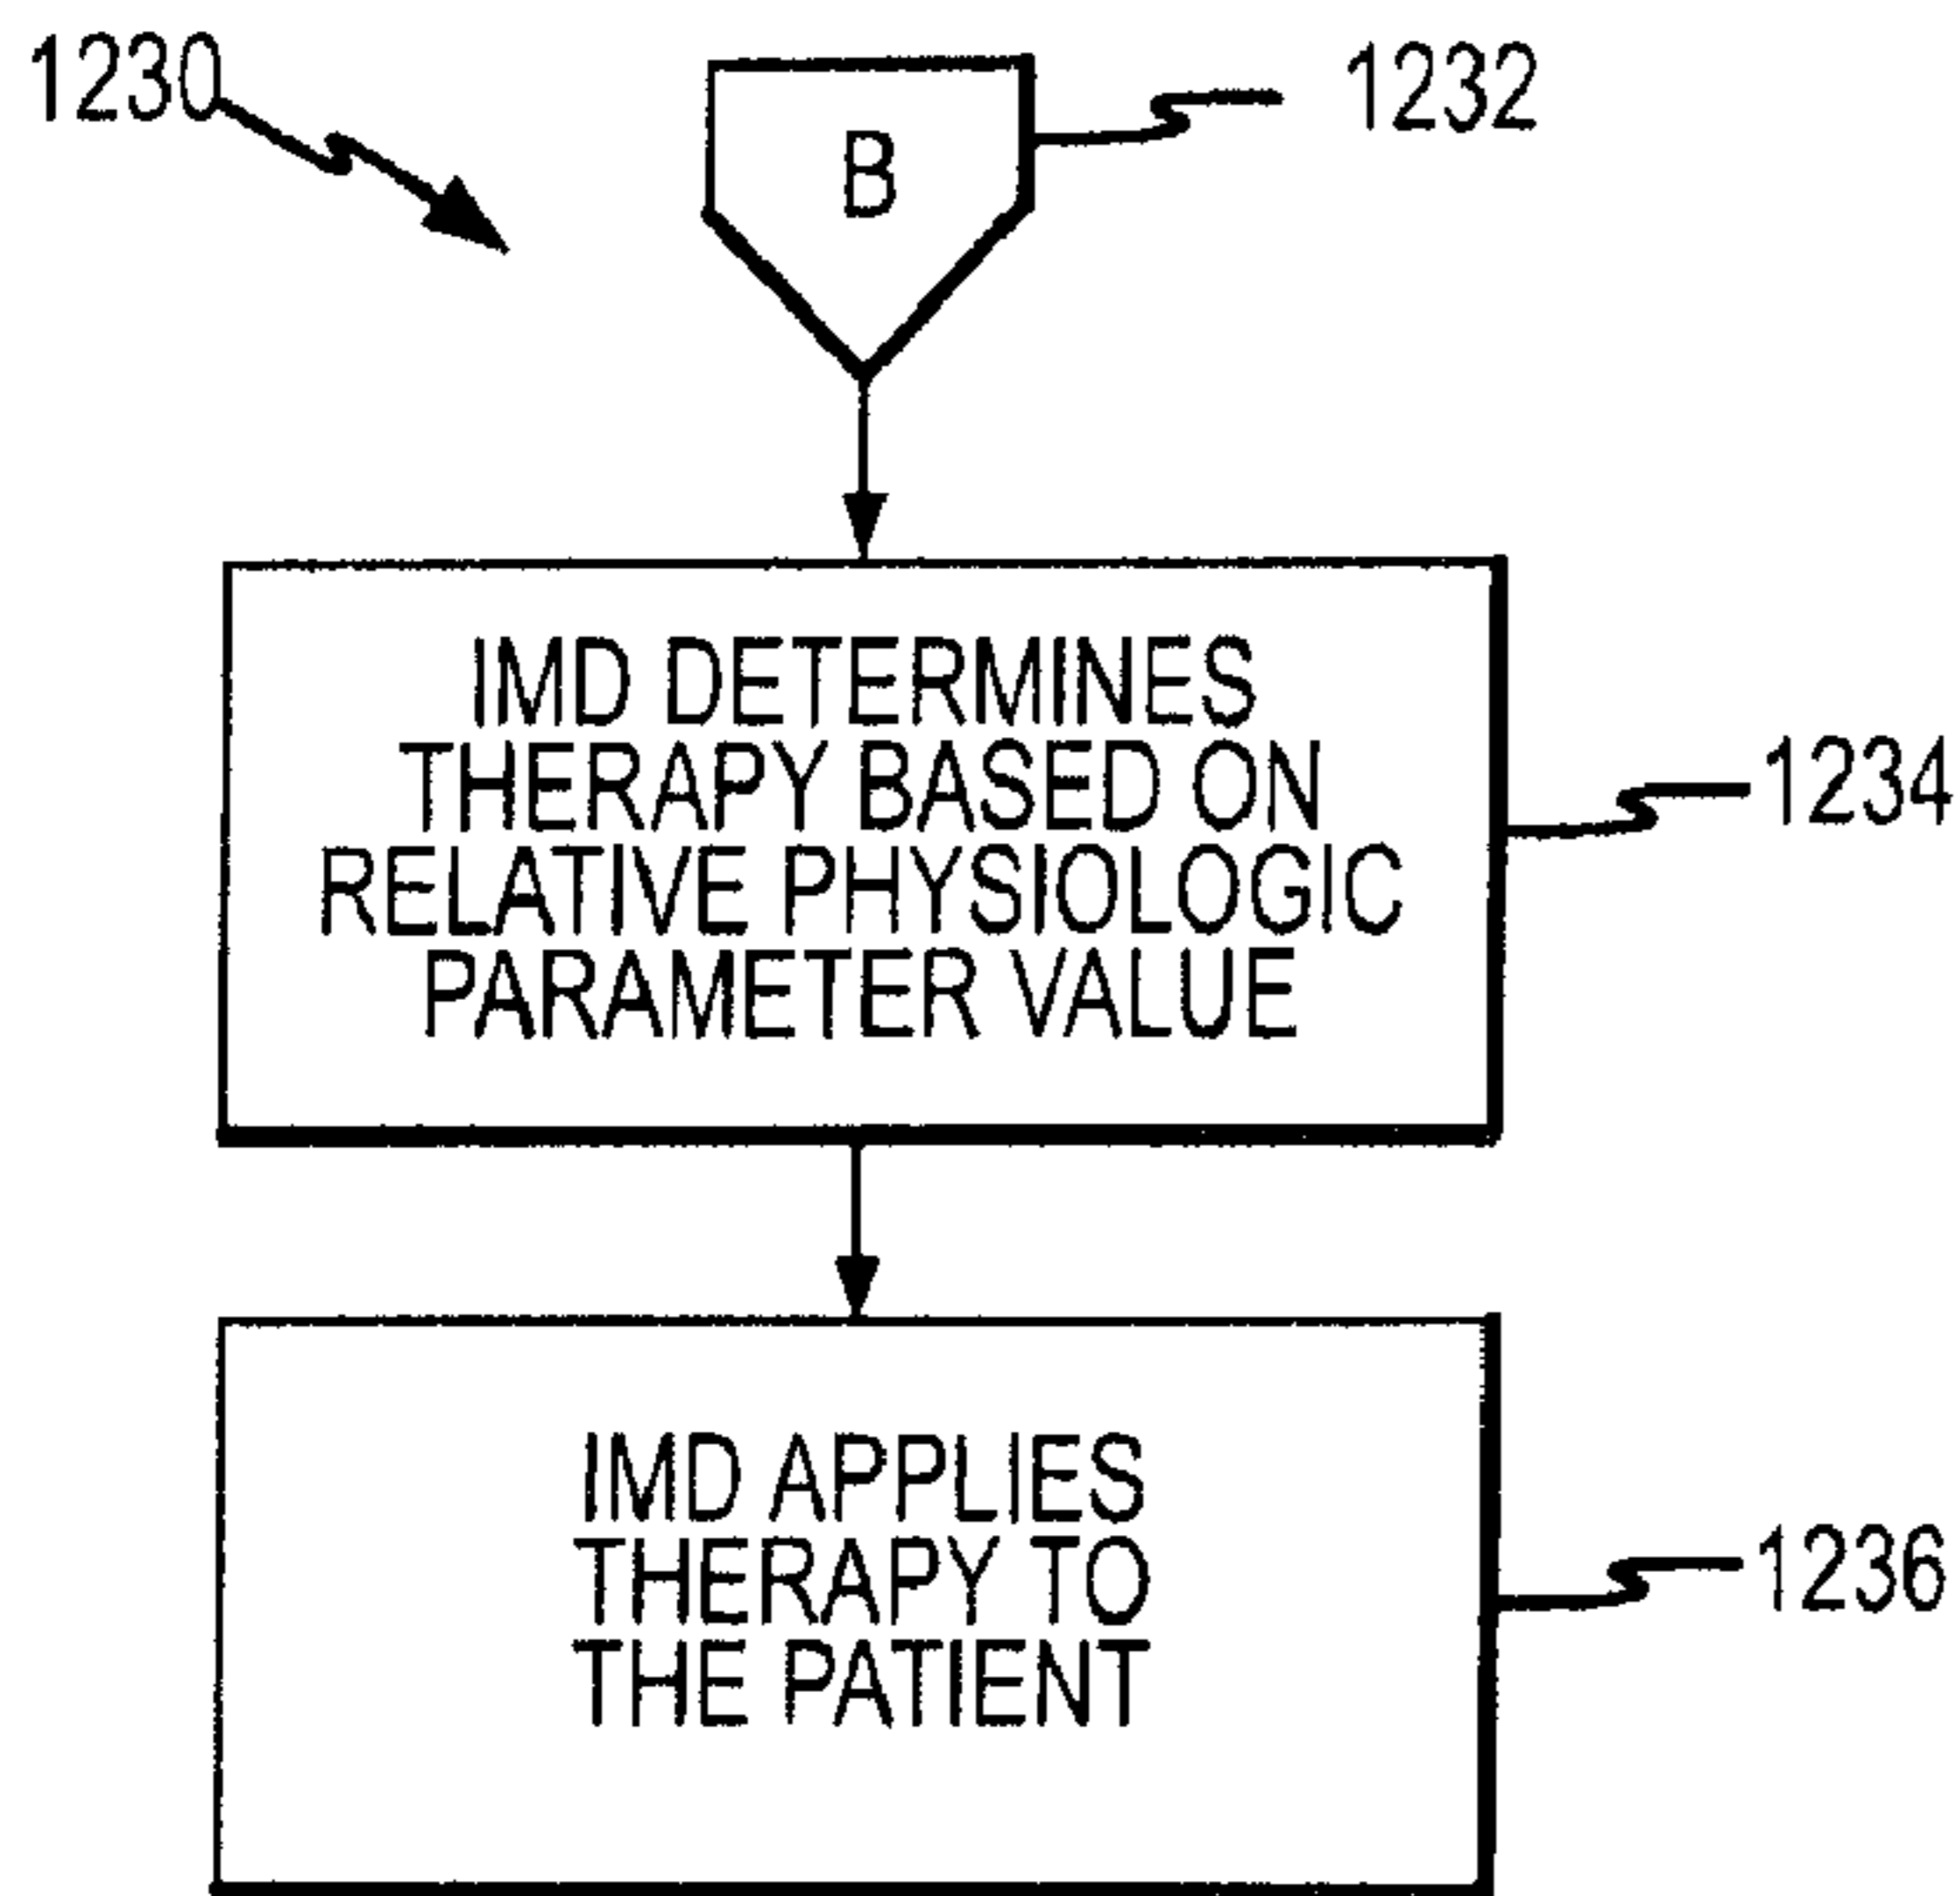 1230
B
1232
IMD DETERMINES
THERAPY BASED ON
RELATIVE PHYSIOLOGIC
PARAMETER VALUE
1234
IMD APPLIES
THERAPY TO
THE PATIENT
1236